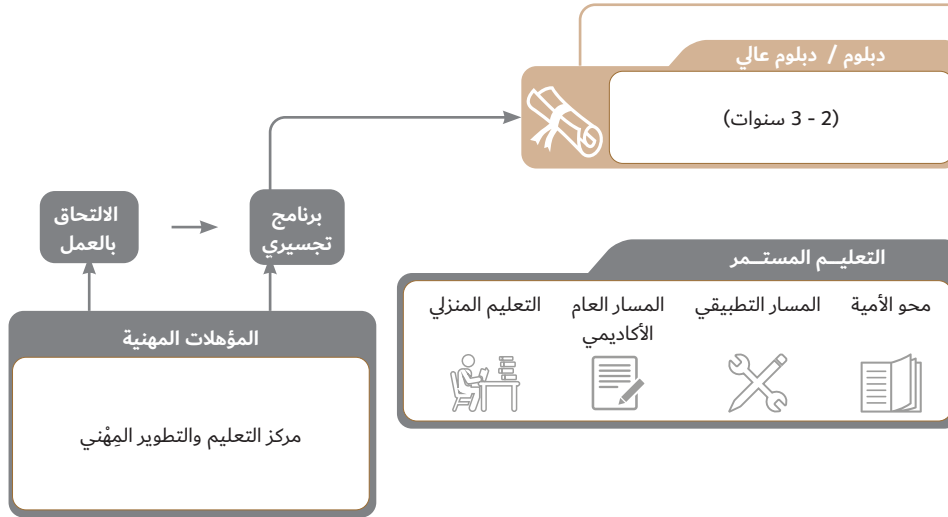 دبلوم / دبلوم عالي
(2 - 3 سنوات)
برنامج
تجسيري
الالتحاق
بالعمل
التعليــم المستــمر
محو الأمية
المسار التطبيقي
المسار العام
الأكاديمي
التعليم المنزلي
المؤهلات المهنية
مركز التعليم والتطوير المِهْني